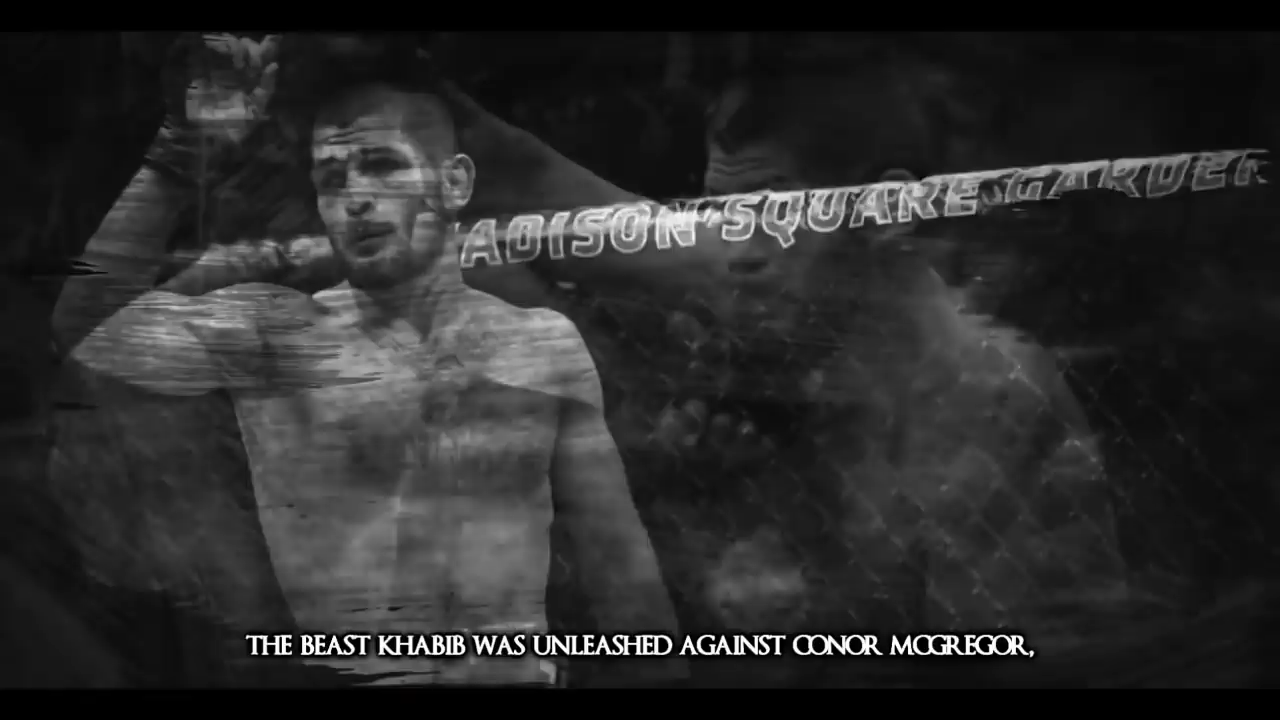 MADISON SQUARE GARDEN
THE BEAST KHABIB WAS UNLEASHED AGAINST CONOR MCGREGOR,